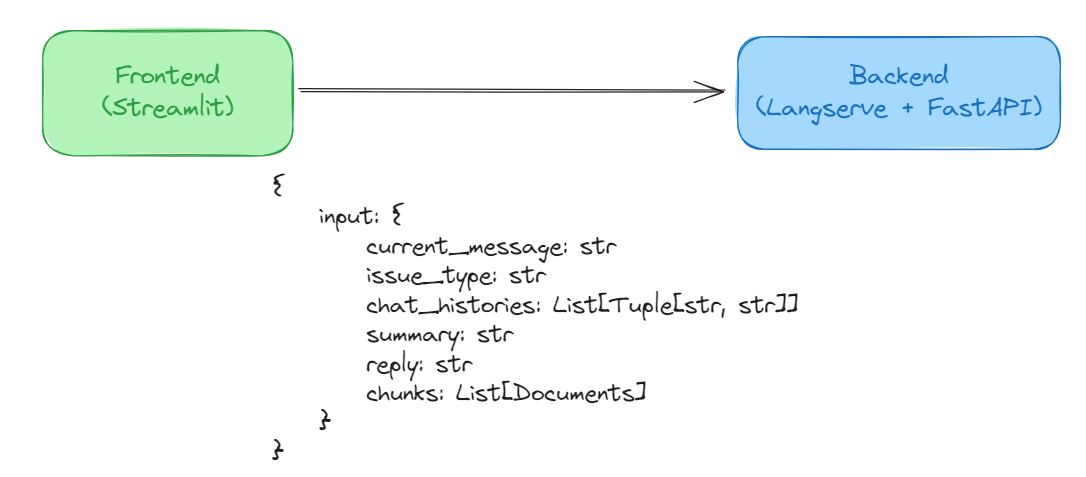 Frontend
(Streamlit)
Backend
(Langserve + FastAPI)
{
input: {
current_message: str
issue_type: str
chat_histories: List[Tuple[str, str]]
summary: str
reply: str
chunks: List[Documents]
}
}